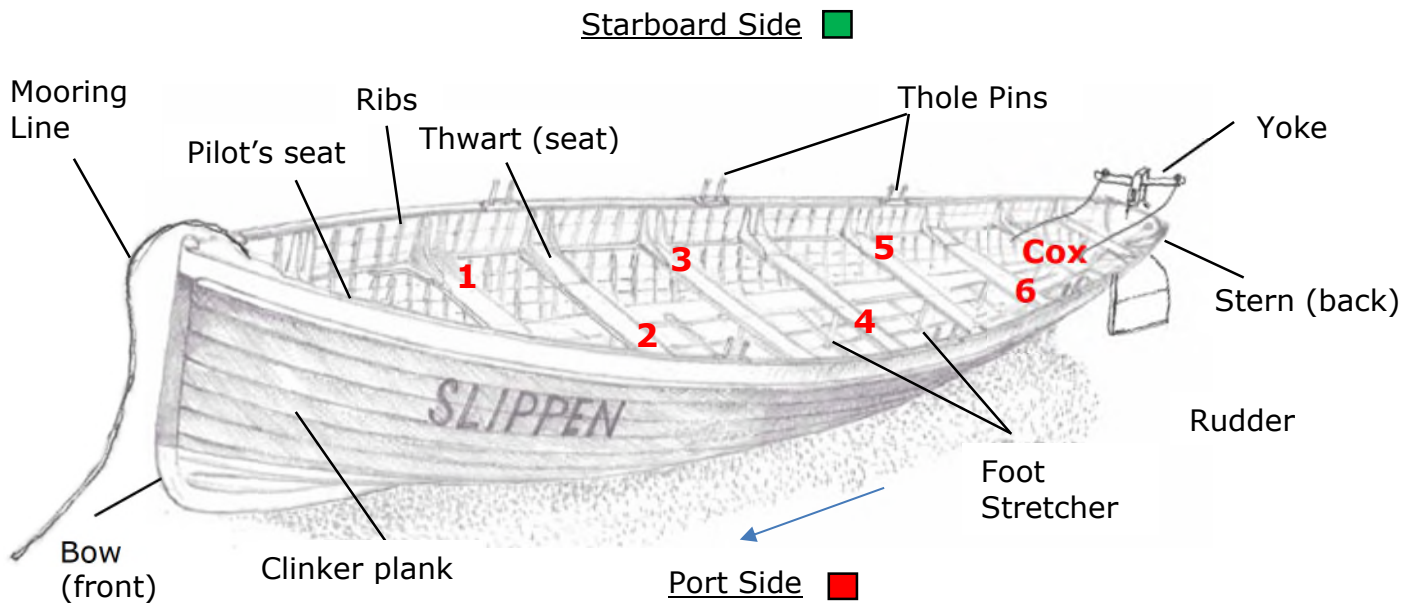 Starboard Side
Mooring
Line
Ribs
Thole Pins
Yoke
Pilot's seat
Thwart (seat)
1
3
5
Cox
6
2
4
Stern (back)
SLIPPEN
Rudder
Foot
Stretcher
Bow
(front)
Clinker plank
Port Side